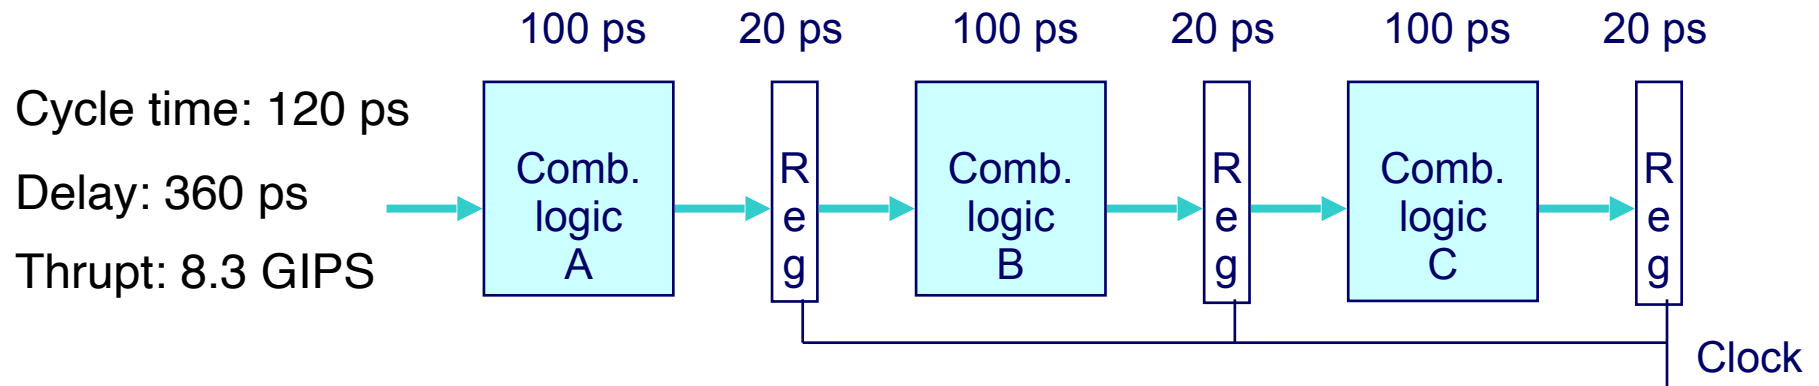 100 ps
20 ps
100 ps
20 ps
100 ps
20 ps
Cycle time: 120 ps
Delay: 360 ps
Thrupt: 8.3 GIPS
Comb.
logic
A
R
e
g
Comb.
logic
B
R
e
g
Comb.
logic
C
R
e
g
Clock